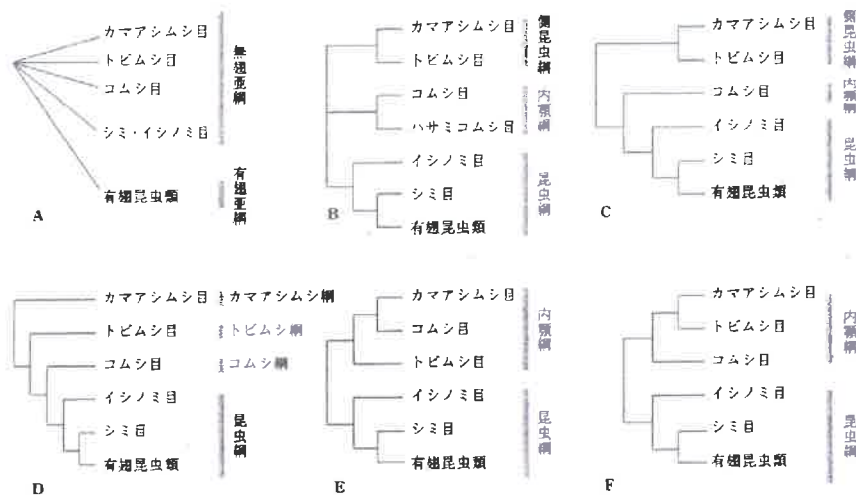 カマアシムシ目
トビムシ目
コムシ目
シミ・イシノミ目
有翅昆虫類
無翅亜綱
有翅亜綱
A
カマアシムシ目
トビムシ目
コムシ目
ハサミコムシ目
イシノミ目
シミ目
有翅昆虫類
側昆虫綱
内顎綱
昆虫綱
B
カマアシムシ目
トビムシ目
コムシ目
イシノミ目
シミ目
有翅昆虫類
側昆虫綱
内顎綱
昆虫綱
C
カマアシムシ目 カマアシムシ綱
トビムシ目 トビムシ綱
コムシ目 コムシ綱
イシノミ目
シミ目
有翅昆虫類
昆虫綱
D
カマアシムシ目
コムシ目
トビムシ目
イシノミ目
シミ目
有翅昆虫類
内顎綱
昆虫綱
E
カマアシムシ目
トビムシ目
コムシ目
イシノミ目
シミ目
有翅昆虫類
内顎綱
昆虫綱
F